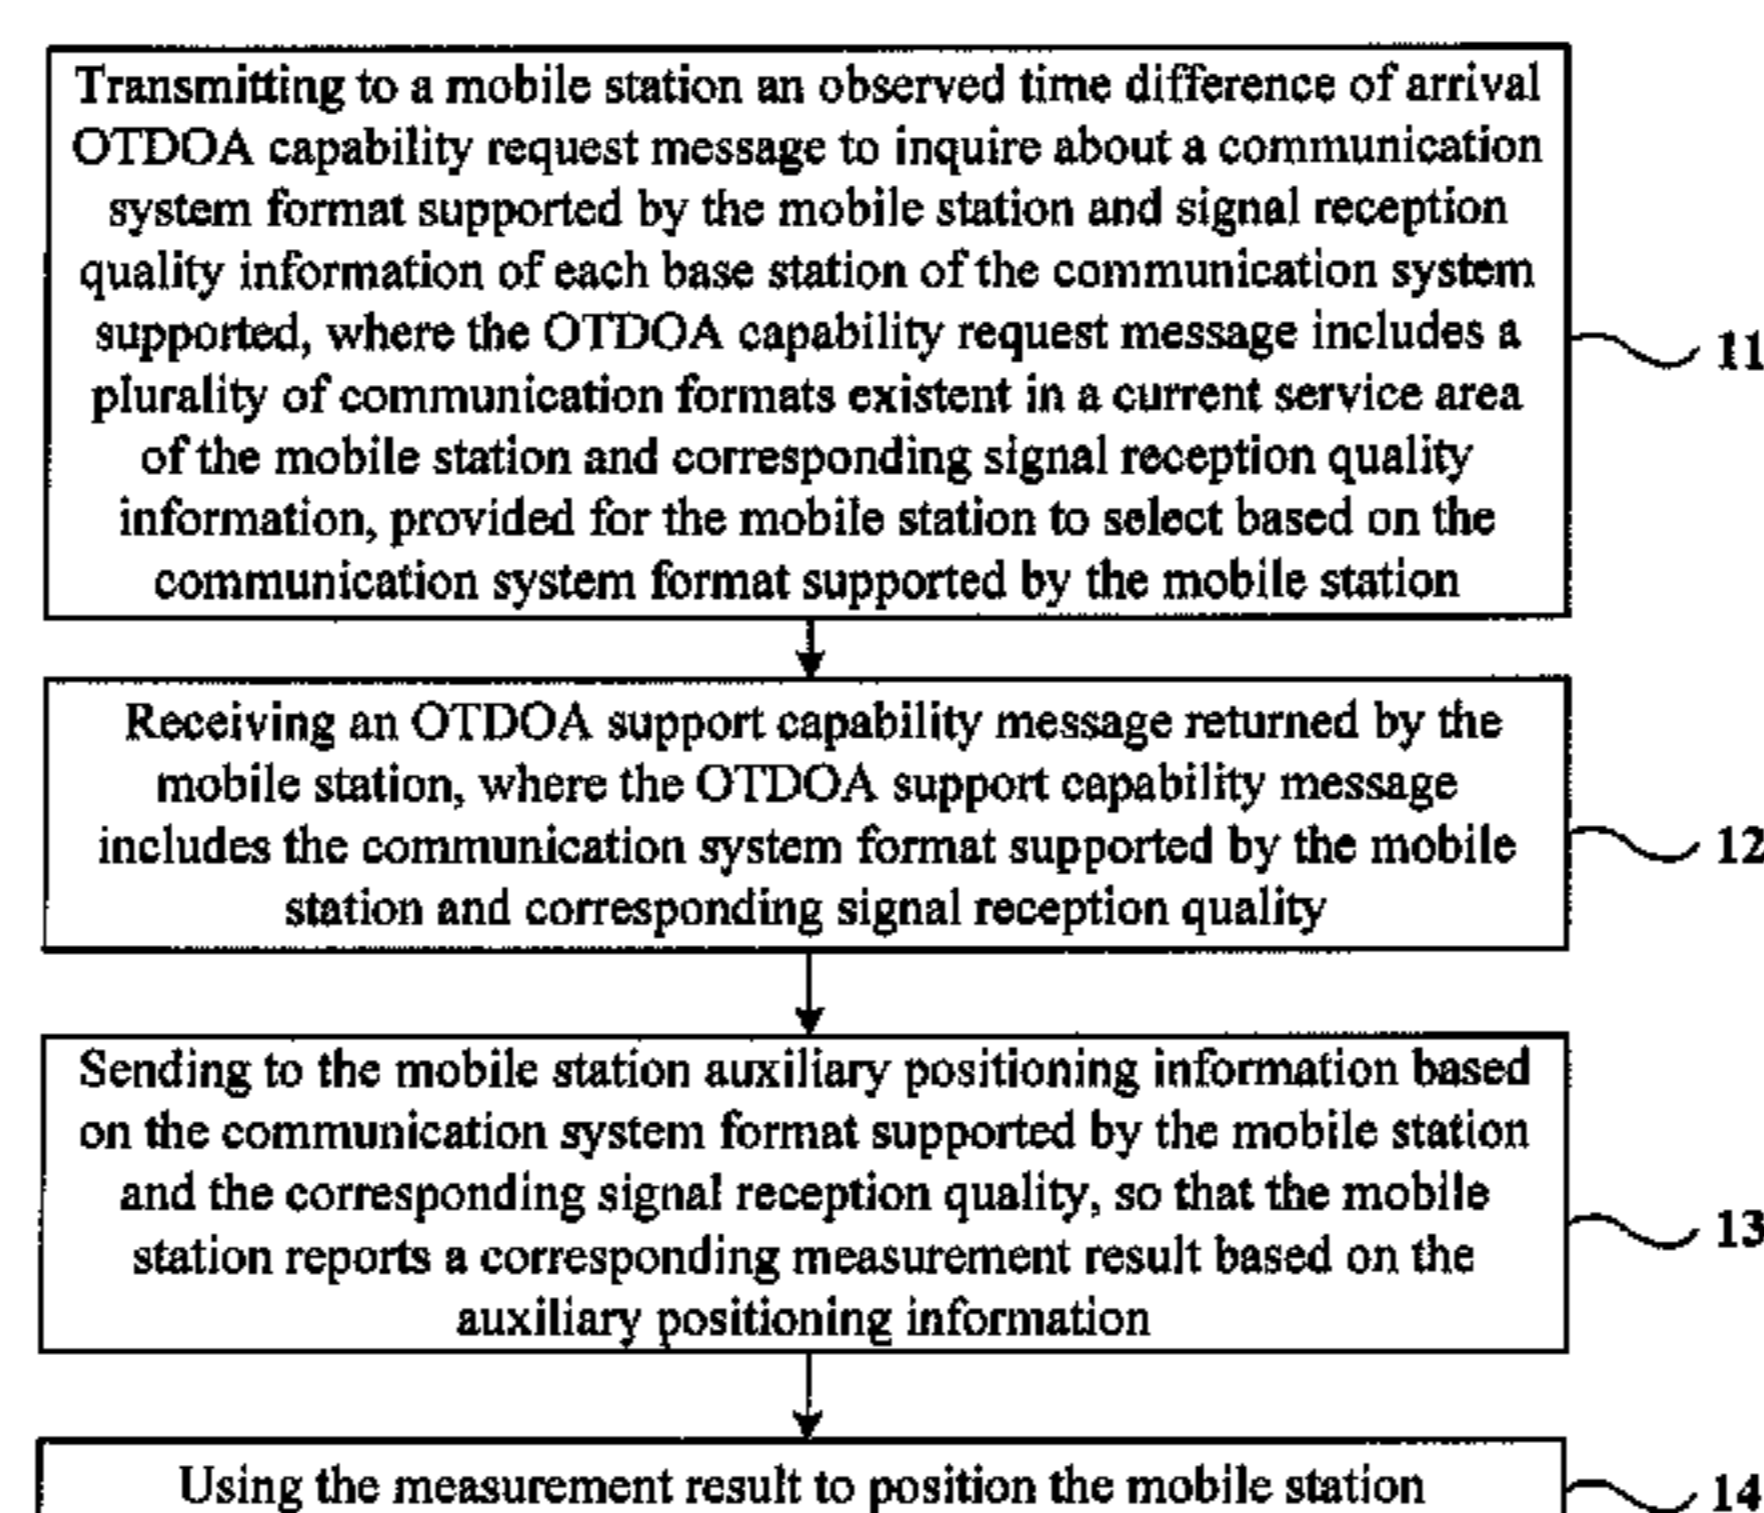 Transmitting to a mobile station an observed time difference of arrival
OTDOA capability request message to inquire about a communication
system format supported by the mobile station and signal reception
quality information of each base station of the communication system
supported, where the OTDOA capability request message includes a
plurality of communication formats existent in a current service area
of the mobile station and corresponding signal reception quality
information, provided for the mobile station to select based on the
communication system format supported by the mobile station
11
Receiving an OTDOA support capability message returned by the
mobile station, where the OTDOA support capability message
includes the communication system format supported by the mobile
station and corresponding signal reception quality
12
Sending to the mobile station auxiliary positioning information based
on the communication system format supported by the mobile station
and the corresponding signal reception quality, so that the mobile
station reports a corresponding measurement result based on the
auxiliary positioning information
13
Using the measurement result to position the mobile station
14